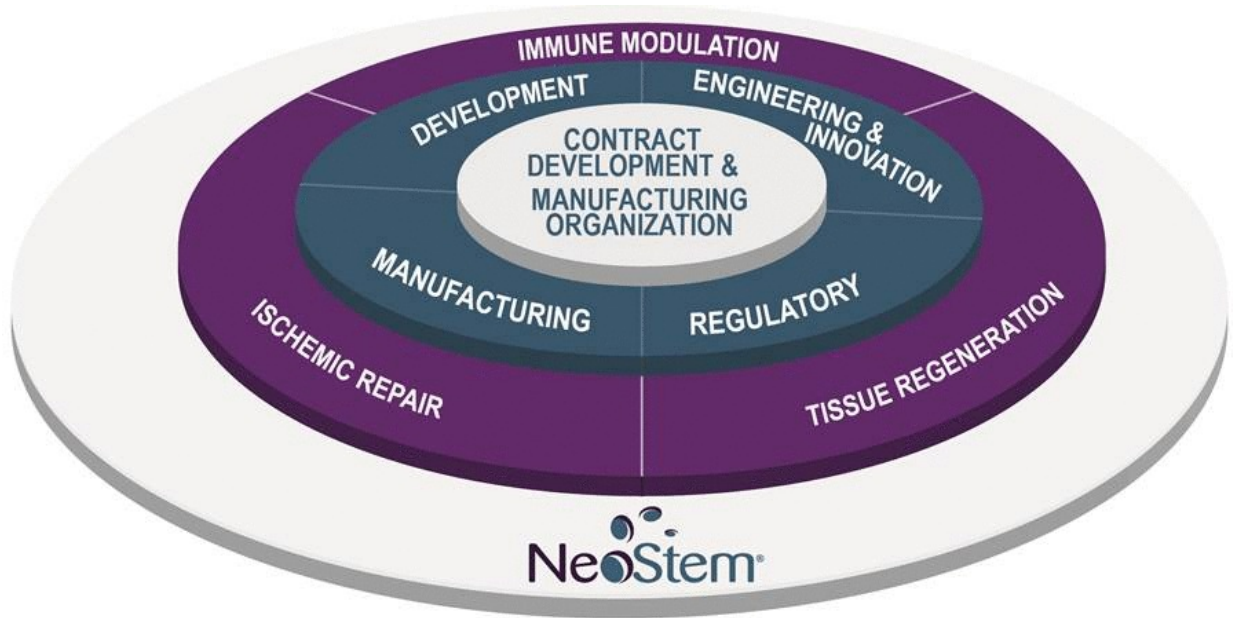 IMMUNE MODULATION
DEVELOPMENT
ENGINEERING &
INNOVATION
CONTRACT
DEVELOPMENT &
MANUFACTURING
ORGANIZATION
MANUFACTURING
REGULATORY
ISCHEMIC REPAIR
TISSUE REGENERATION
NeoStem®